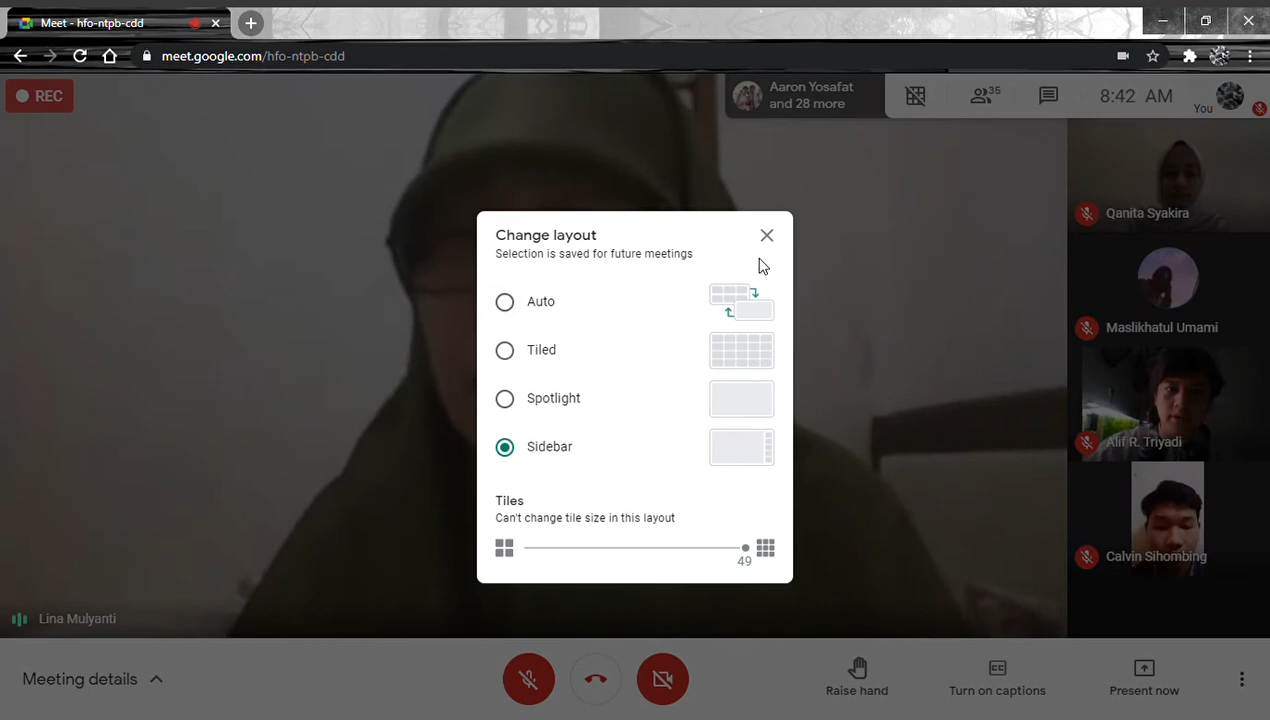 Meet - hfo-ntpb-cdd
meet.google.com/hfo-ntpb-cdd
REC
Aaron Yosafat
and 28 more
35
8:42 AM
You
Qanita Syakira
Maslikhatul Umami
Alif R. Triyadi
Calvin Sihombing
Change layout
Selection is saved for future meetings
Auto
Tiled
Spotlight
Sidebar
Tiles
Can't change tile size in this layout
49
Lina Mulyanti
Meeting details
CC
Raise hand
Turn on captions
Present now